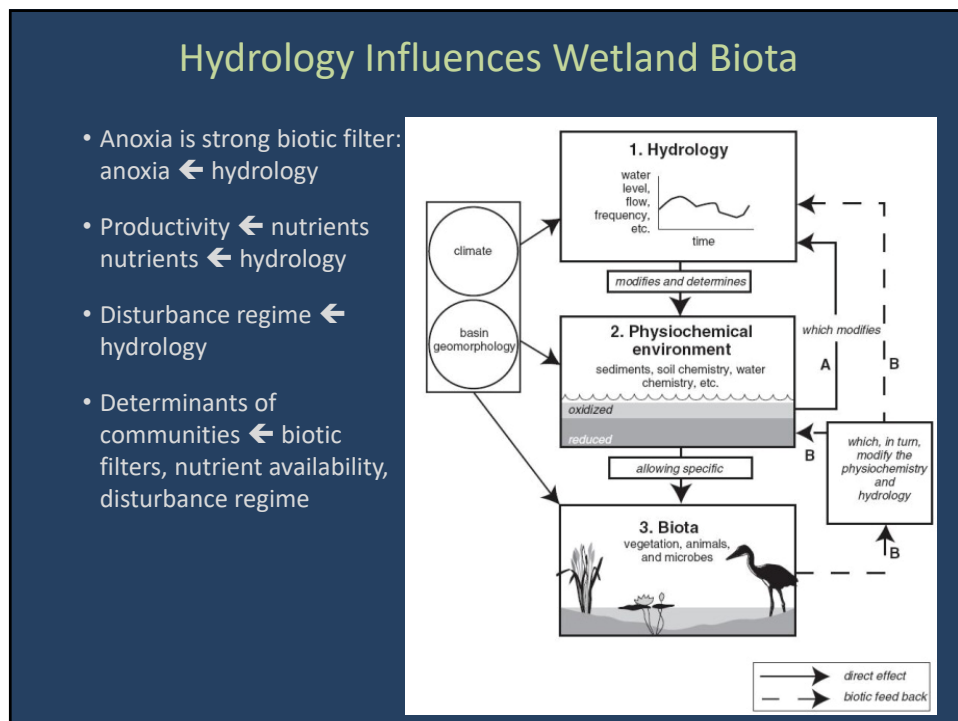 Hydrology Influences Wetland Biota
• Anoxia is strong biotic filter:
anoxia 🡸 hydrology
• Productivity 🡸 nutrients
nutrients 🡸 hydrology
• Disturbance regime 🡸
hydrology
• Determinants of
communities 🡸 biotic
filters, nutrient availability,
disturbance regime
1. Hydrology
water
level,
flow,
frequency,
etc.
time
climate
basin
geomorphology
modifies and determines
2. Physiochemical
environment
sediments, soil chemistry, water
chemistry, etc.
oxidized
reduced
which modifies
A
B
B
allowing specific
which, in turn,
modify the
physiochemistry
and
hydrology
3. Biota
vegetation, animals,
and microbes
B
direct effect
biotic feed back